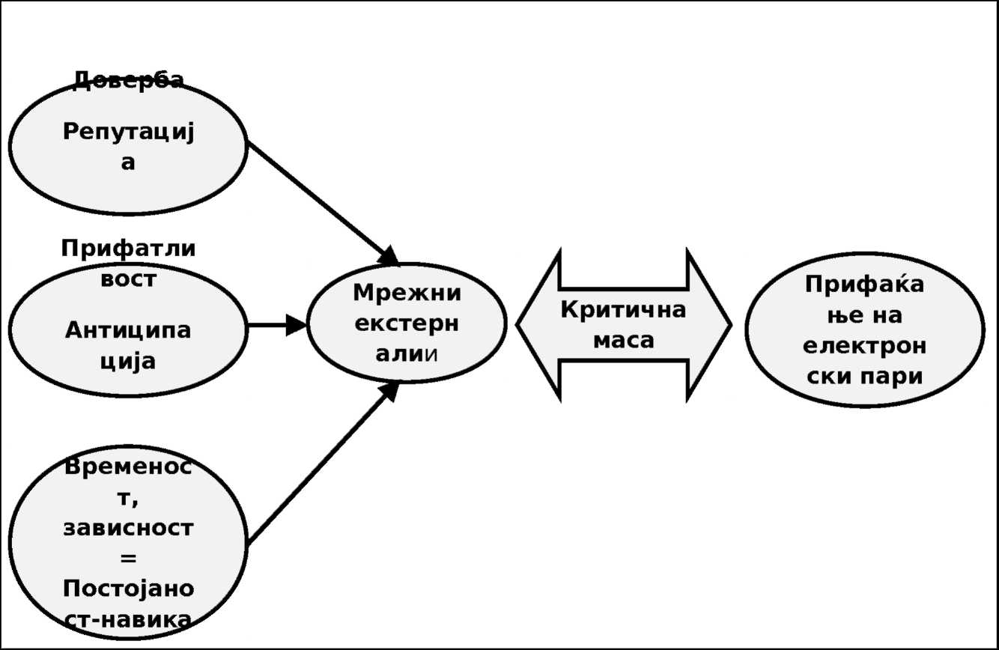 Доверба
Репутациј
а
Прифатли
вост
Антиципа
ција
Временос
т,
зависност
=
Постојано
ст-навика
Мрежни
екстерн
алии
Критична
маса
Прифаќа
ње на
електрон
ски пари